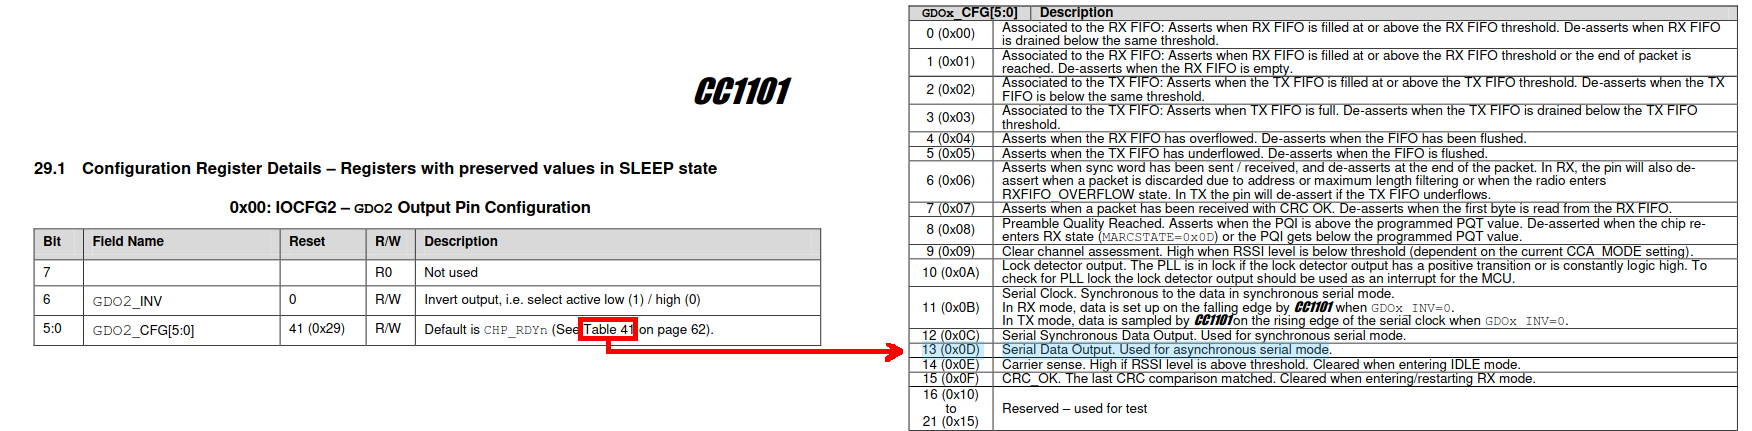 CC1101
29.1 Configuration Register Details – Registers with preserved values in SLEEP state
0x00: IOCFG2 – GDO2 Output Pin Configuration
Bit Field Name Reset R/W Description
7 R0 Not used
6 GDO2_INV 0 R/W Invert output, i.e. select active low (1) / high (0)
5:0 GDO2_CFG[5:0] 41 (0x29) R/W Default is CHP_RDYn (See Table 41 on page 62).
GDOx_CFG[5:0] Description
0 (0x00) Associated to the RX FIFO: Asserts when RX FIFO is filled at or above the RX FIFO threshold. De-asserts when RX FIFO
is drained below the same threshold.
1 (0x01) Associated to the RX FIFO: Asserts when RX FIFO is filled at or above the RX FIFO threshold or the end of packet is
reached. De-asserts when the RX FIFO is empty.
2 (0x02) Associated to the TX FIFO: Asserts when the TX FIFO is filled at or above the TX FIFO threshold. De-asserts when the TX
FIFO is below the same threshold.
3 (0x03) Associated to the TX FIFO: Asserts when TX FIFO is full. De-asserts when the TX FIFO is drained below the TX FIFO
threshold.
4 (0x04) Asserts when the RX FIFO has overflowed. De-asserts when the FIFO has been flushed.
5 (0x05) Asserts when the TX FIFO has underflowed. De-asserts when the FIFO is flushed.
6 (0x06) Asserts when sync word has been sent / received, and de-asserts at the end of the packet. In RX, the pin will also de-
assert when a packet is discarded due to address or maximum length filtering or when the radio enters
RXFIFO_OVERFLOW state. In TX the pin will de-assert if the TX FIFO underflows.
7 (0x07) Asserts when a packet has been received with CRC OK. De-asserts when the first byte is read from the RX FIFO.
8 (0x08) Preamble Quality Reached. Asserts when the PQI is above the programmed PQT value. De-asserted when the chip re-
enters RX state (MARCSTATE=0x0D) or the PQI gets below the programmed PQT value.
9 (0x09) Clear channel assessment. High when RSSI level is below threshold (dependent on the current CCA_MODE setting).
10 (0x0A) Lock detector output. The PLL is in lock if the lock detector output has a positive transition or is constantly logic high. To
check for PLL lock the lock detector output should be used as an interrupt for the MCU.
11 (0x0B) Serial Clock. Synchronous to the data in synchronous serial mode.
In RX mode, data is set up on the falling edge by CC1101 when GDOx_INV=0.
In TX mode, data is sampled by CC1101 on the rising edge of the serial clock when GDOx_INV=0.
12 (0x0C) Serial Synchronous Data Output. Used for synchronous serial mode.
13 (0x0D) Serial Data Output. Used for asynchronous serial mode.
14 (0x0E) Carrier sense. High if RSSI level is above threshold. Cleared when entering IDLE mode.
15 (0x0F) CRC_OK. The last CRC comparison matched. Cleared when entering/restarting RX mode.
16 (0x10)
to
21 (0x15) Reserved – used for test